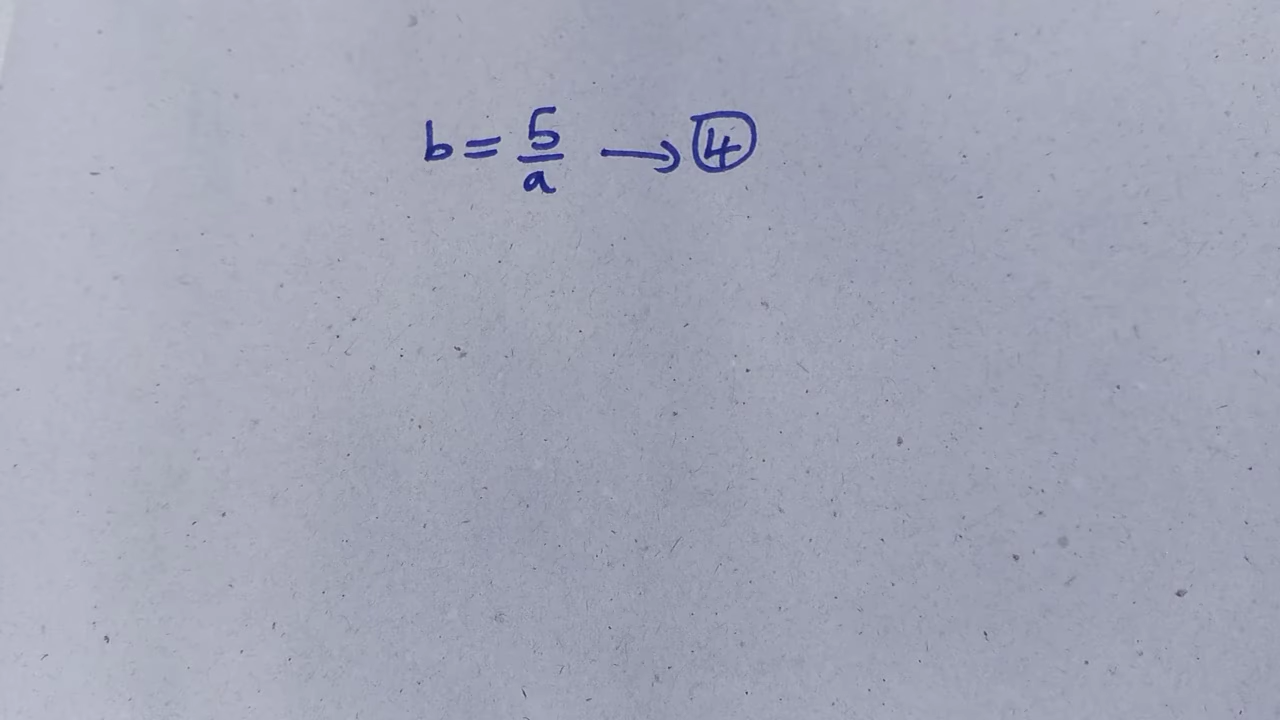 b = 5/a → ④